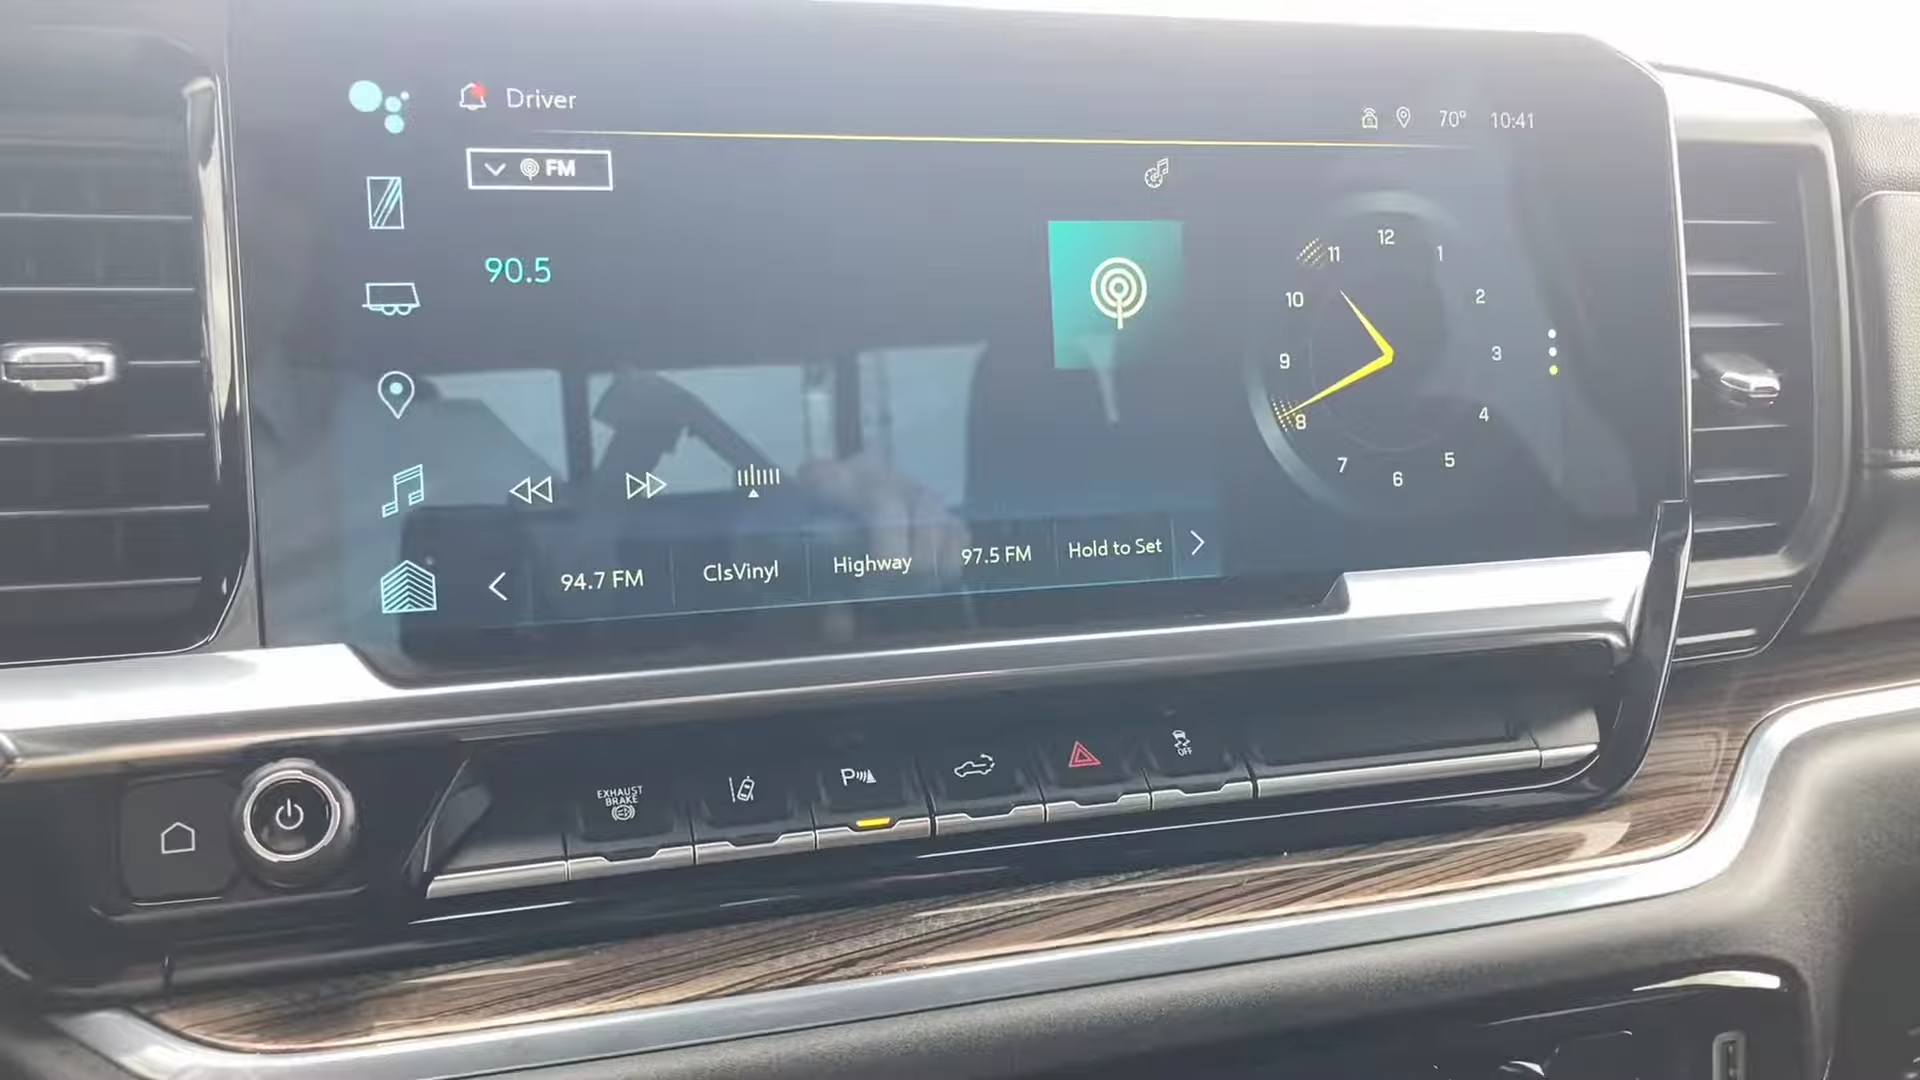 Driver
70° 10:41
FM
90.5
12
1
2
3
4
5
6
7
8
9
10
11
94.7 FM
ClsVinyl
Highway
97.5 FM
Hold to Set
EXHAUST
BRAKE
P
OFF